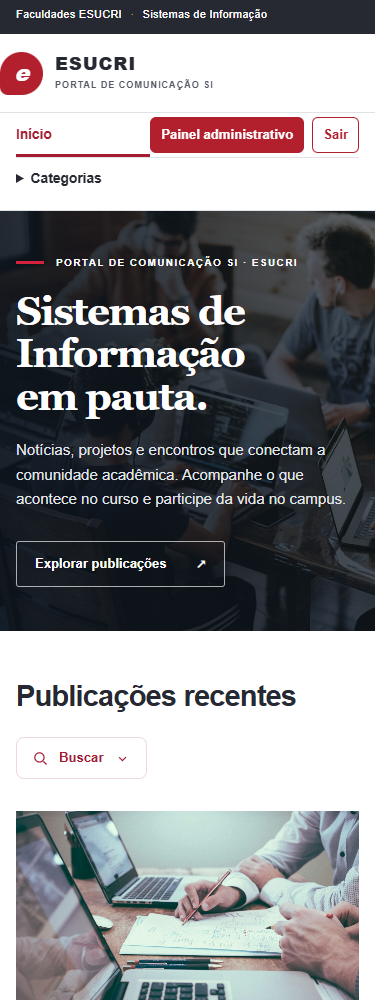 Faculdades ESUCRI · Sistemas de Informação
e ESUCRI
PORTAL DE COMUNICAÇÃO SI
Início Painel administrativo Sair
▶ Categorias
PORTAL DE COMUNICAÇÃO SI · ESUCRI
Sistemas de
Informação
em pauta.
Notícias, projetos e encontros que conectam a
comunidade acadêmica. Acompanhe o que
acontece no curso e participe da vida no campus.
Explorar publicações ↗
Publicações recentes
Buscar